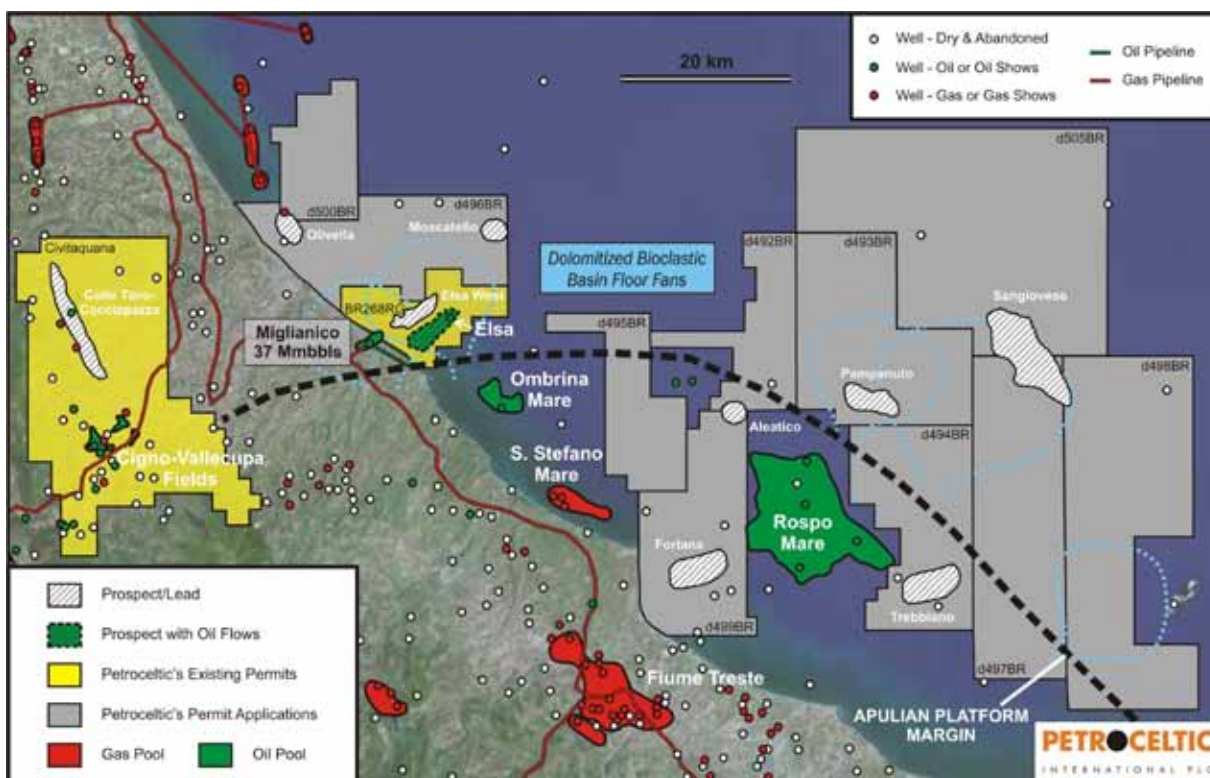 Well - Dry & Abandoned
Well - Oil or Oil Shows
Well - Gas or Gas Shows
Oil Pipeline
Gas Pipeline
20 km
d505BR
d500BR
d496BR
Olivella
Moscatello
d492BR
d493BR
Civitaquana
Dolomitized Bioclastic
Basin Floor Fans
Sangiovese
BR268RG
Elsa West
Elsa
Miglianico
37 Mmbbls
d495BR
d498BR
Ombrina
Mare
Pampanuto
Aleatico
d494BR
Cigno-Vallecupa
Fields
S. Stefano
Mare
Rospo
Mare
Fortana
Trebbiano
d499BR
d497BR
Fiume Treste
APULIAN PLATFORM
MARGIN
Prospect/Lead
Prospect with Oil Flows
Petroceltic's Existing Permits
Petroceltic's Permit Applications
Gas Pool
Oil Pool
PETROCELTIC
INTERNATIONAL PLC